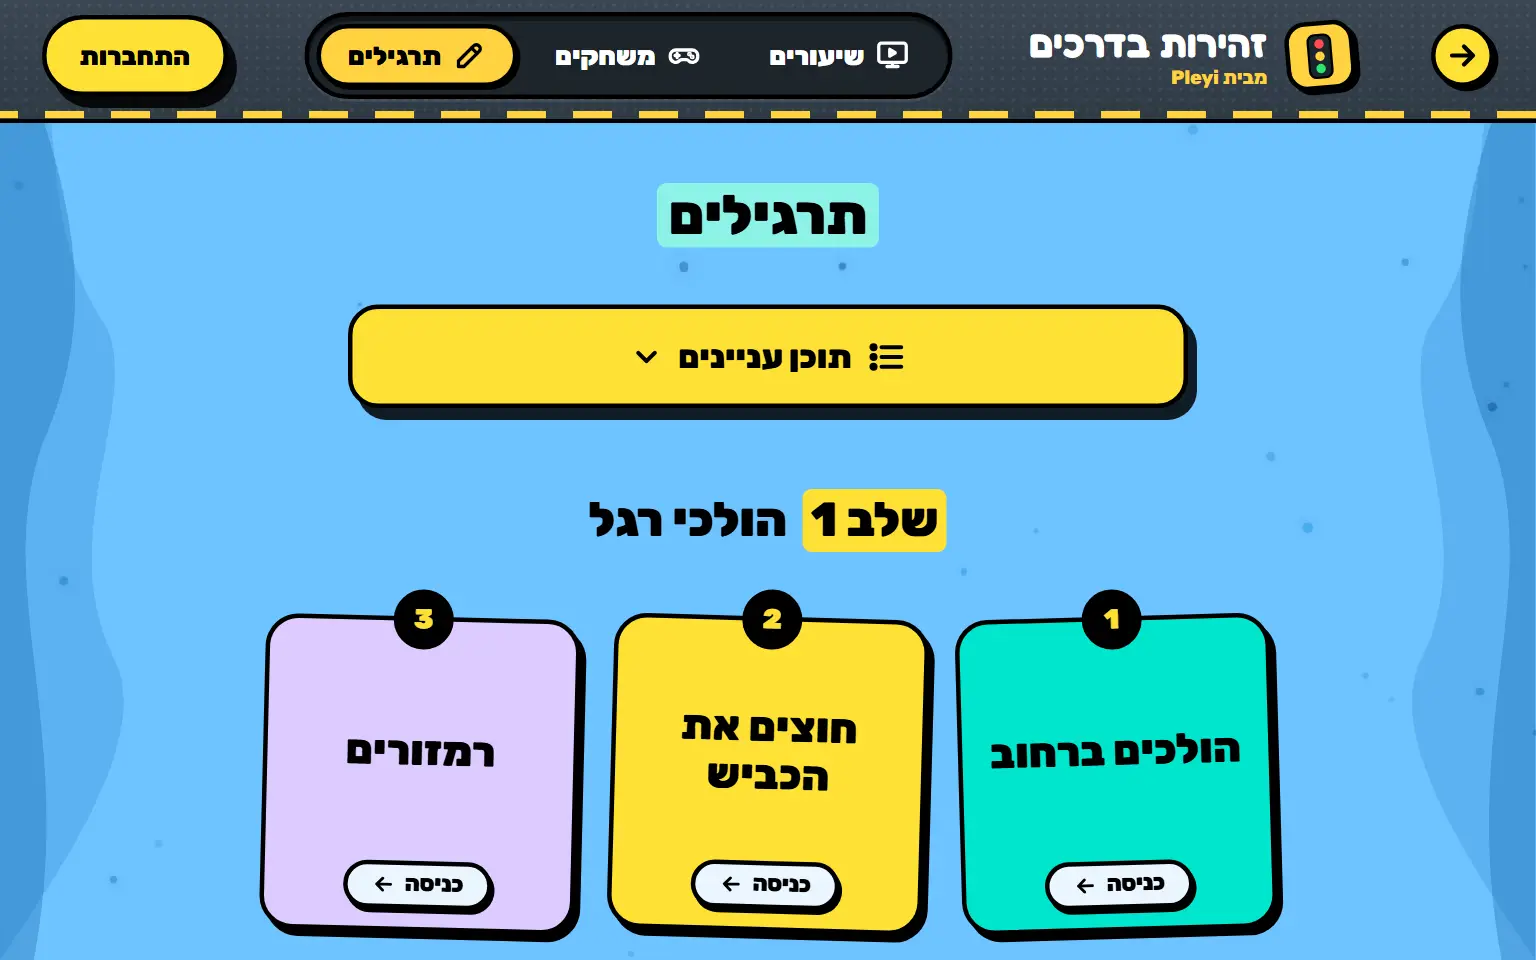 זהירות בדרכים
מבית Pleyi
שיעורים
משחקים
תרגילים
התחברות
תרגילים
תוכן עניינים
שלב 1 הולכי רגל
1
הולכים ברחוב
כניסה
2
חוצים את
הכביש
כניסה
3
רמזורים
כניסה